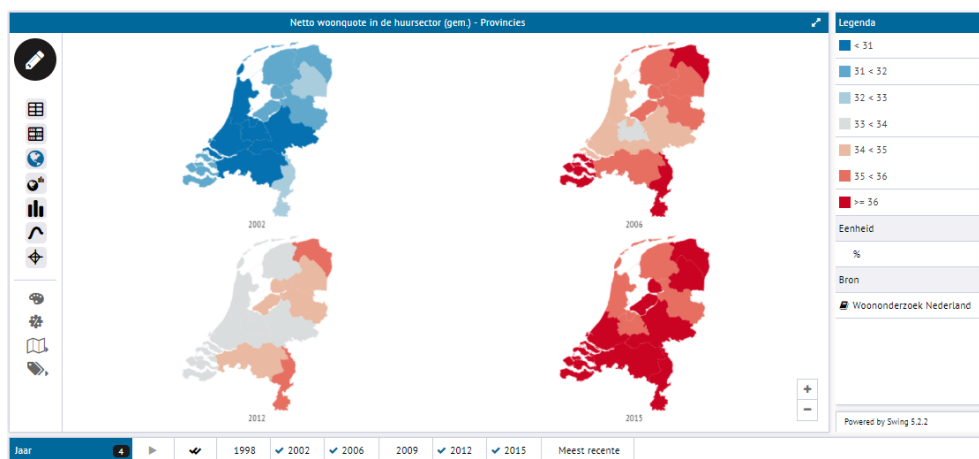 Netto woonquote in de huursector (gem.) - Provincies
2002
2006
2012
2015
+
−
Legenda
< 31
31 < 32
32 < 33
33 < 34
34 < 35
35 < 36
>= 36
Eenheid
%
Bron
Woononderzoek Nederland
Powered by Swing 5.2.2
Jaar 4 1998 2002 2006 2009 2012 2015 Meest recente